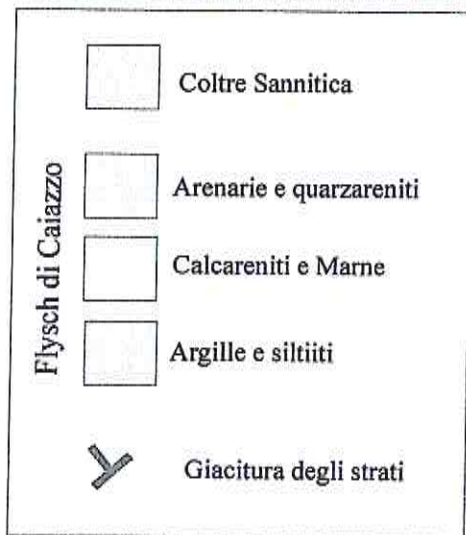 Coltre Sannitica
Flysch di Caiazzo
Arenarie e quarzareniti
Calcareniti e Marne
Argille e siltiiti
Giacitura degli strati